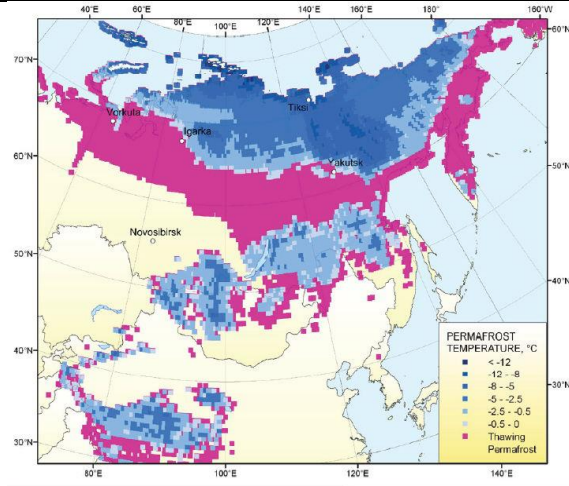 40°E 60°E 80°E 100°E 120°E 140°E 160°E 180° 160°W
70°N
60°N
50°N
40°N
30°N
60°N
50°N
40°N
30°N
Vorkuta
Igarka
Tiksi
Yakutsk
Novosibirsk
PERMAFROST
TEMPERATURE, °C
< -12
-12 - -8
-8 - -5
-5 - -2.5
-2.5 - -0.5
-0.5 - 0
Thawing
Permafrost
80°E 100°E 120°E 140°E